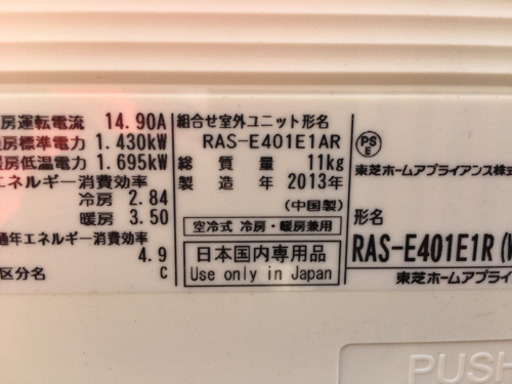 房運転電流 14.90A
房標準電力 1.430kW
暖房低温電力 1.695kW
エネルギー消費効率
冷房 2.84
暖房 3.50
通年エネルギー消費効率
4.9
区分名 C
組合せ室外ユニット形名
RAS-E401E1AR
総質量 11kg
製造年 2013年
(中国製)
空冷式 冷房・暖房兼用
日本国内専用品
Use only in Japan
PS
E
東芝ホームアプライアンス株式
形名
RAS-E401E1R(W
東芝ホームアプライ
PUSH